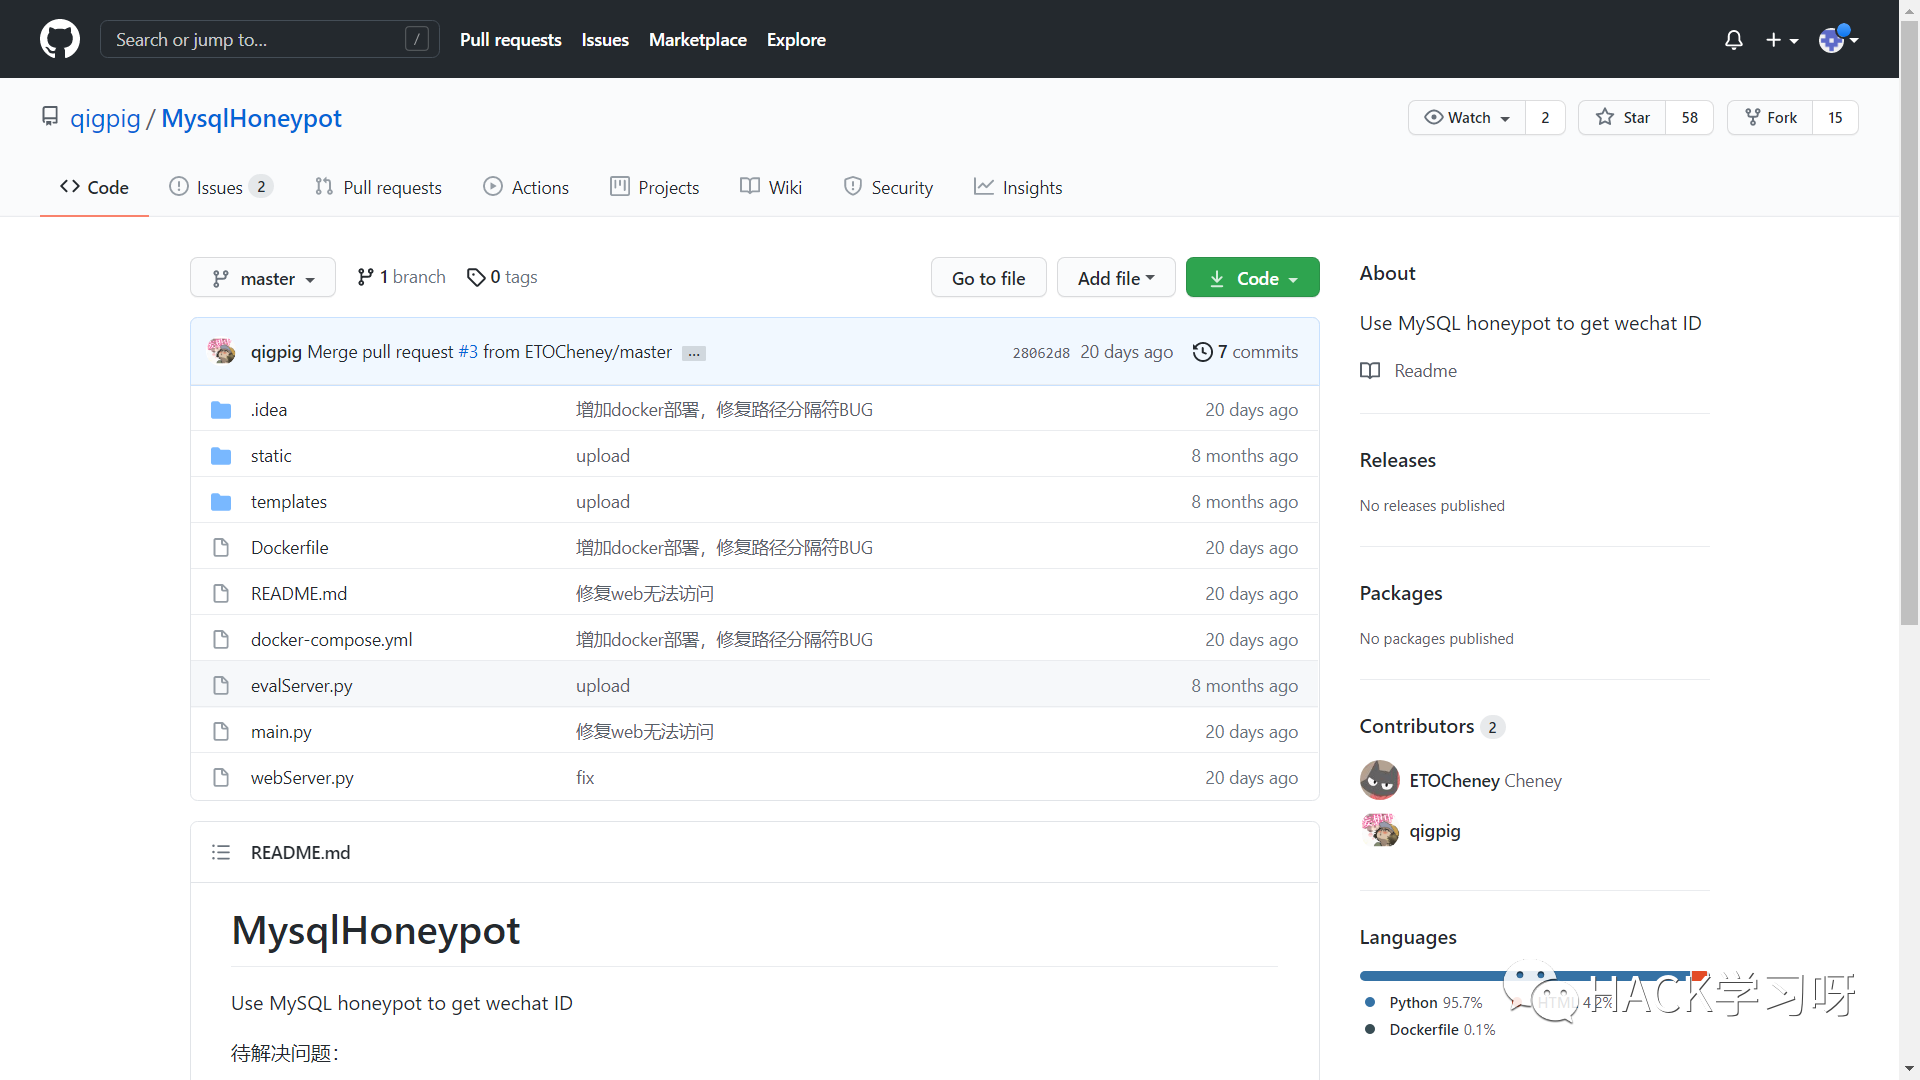 Search or jump to...
/
Pull requests
Issues
Marketplace
Explore
qigpig / MysqlHoneypot
Watch 2
Star 58
Fork 15
Code
Issues 2
Pull requests
Actions
Projects
Wiki
Security
Insights
master
1 branch
0 tags
Go to file
Add file
Code
qigpig Merge pull request #3 from ETOCheney/master ... 28062d8 20 days ago 7 commits
.idea 增加docker部署，修复路径分隔符BUG 20 days ago
static upload 8 months ago
templates upload 8 months ago
Dockerfile 增加docker部署，修复路径分隔符BUG 20 days ago
README.md 修复web无法访问 20 days ago
docker-compose.yml 增加docker部署，修复路径分隔符BUG 20 days ago
evalServer.py upload 8 months ago
main.py 修复web无法访问 20 days ago
webServer.py fix 20 days ago
README.md
MysqlHoneypot
Use MySQL honeypot to get wechat ID
待解决问题：
About
Use MySQL honeypot to get wechat ID
Readme
Releases
No releases published
Packages
No packages published
Contributors 2
ETOCheney Cheney
qigpig
Languages
Python 95.7% HTML 4.2%
Dockerfile 0.1%
HACK学习呀